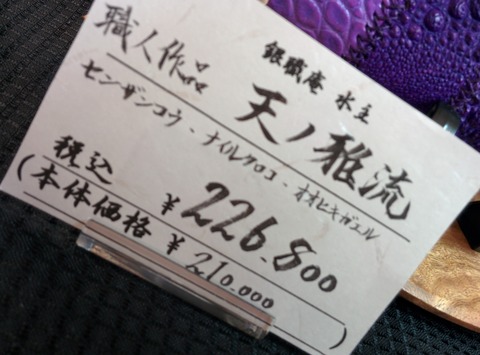 職人作品
銀職庵 水主
天ノ雅流
センザンコウ - ナイルクロコ - オオヒキガエル
税込 ¥226.800
(本体価格 ¥210.000)